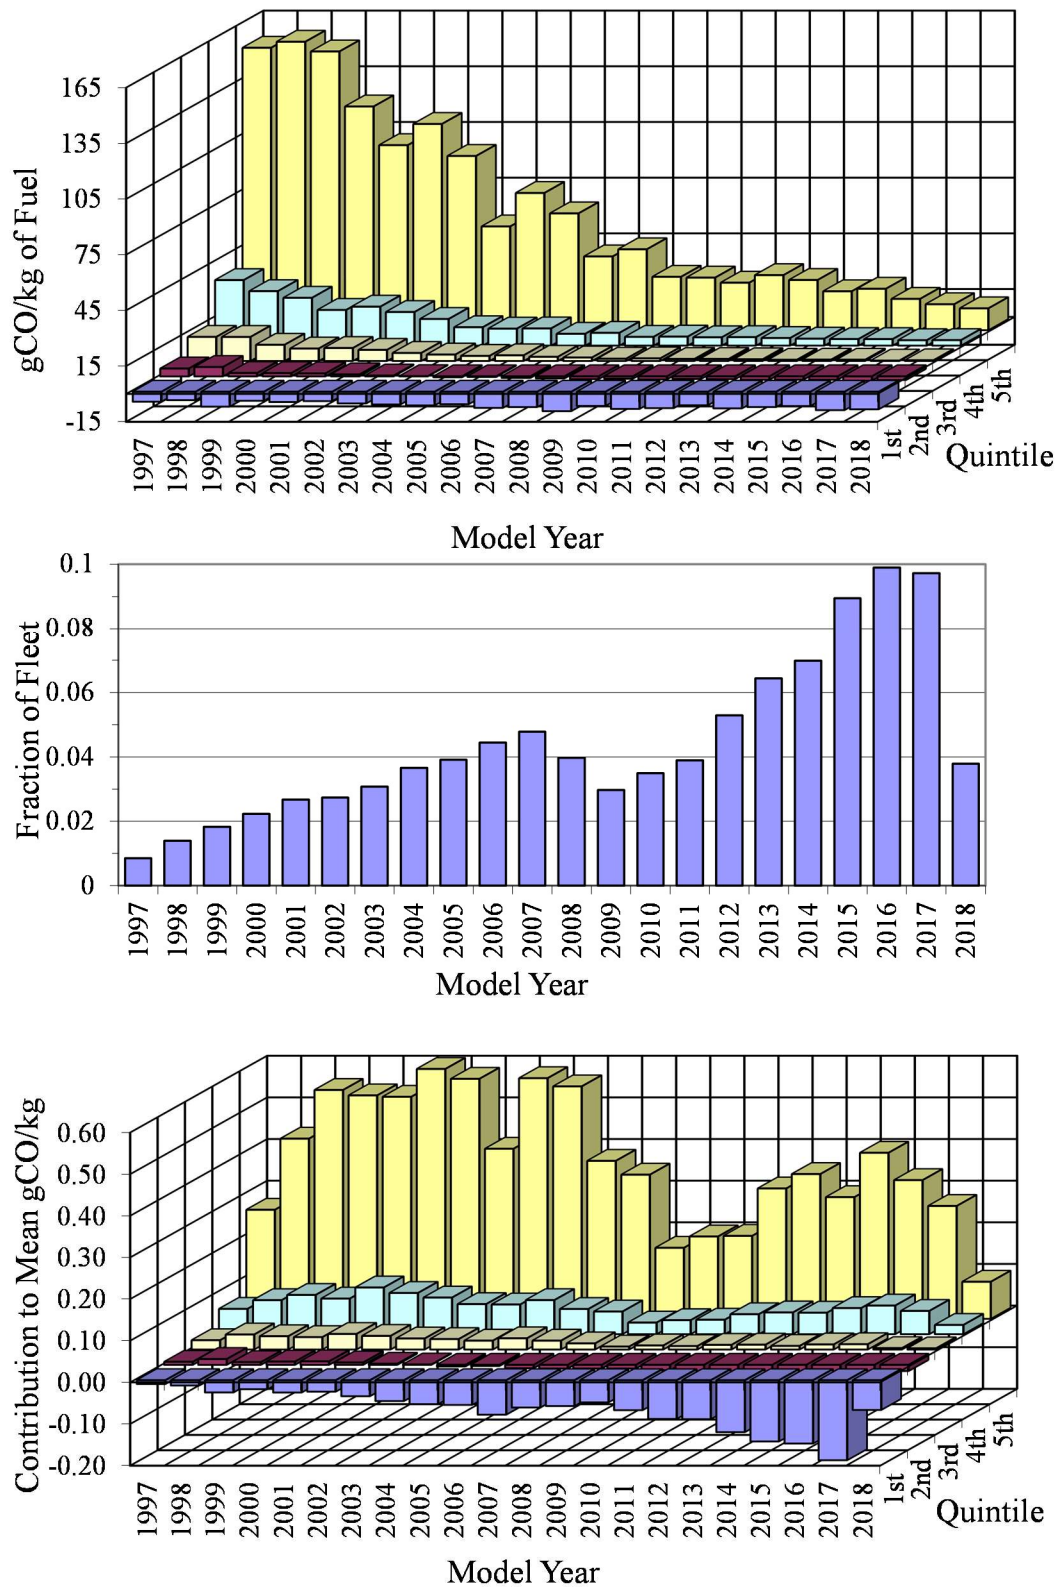 gCO/kg of Fuel
165
135
105
75
45
15
-15
1997 1998 1999 2000 2001 2002 2003 2004 2005 2006 2007 2008 2009 2010 2011 2012 2013 2014 2015 2016 2017 2018
1st 2nd 3rd 4th 5th
Quintile
Model Year
Fraction of Fleet
0.1
0.08
0.06
0.04
0.02
0
1997 1998 1999 2000 2001 2002 2003 2004 2005 2006 2007 2008 2009 2010 2011 2012 2013 2014 2015 2016 2017 2018
Model Year
Contribution to Mean gCO/kg
0.60
0.50
0.40
0.30
0.20
0.10
0.00
-0.10
-0.20
1997 1998 1999 2000 2001 2002 2003 2004 2005 2006 2007 2008 2009 2010 2011 2012 2013 2014 2015 2016 2017 2018
1st 2nd 3rd 4th 5th
Quintile
Model Year